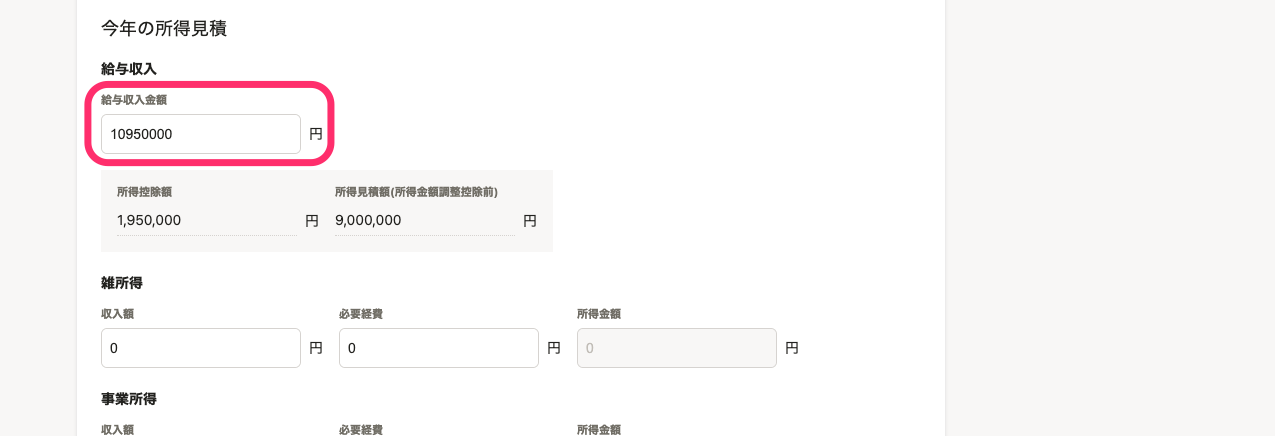 今年の所得見積
給与収入
給与収入金額
10950000 円
所得控除額 所得見積額(所得金額調整控除前)
1,950,000 円 9,000,000 円
雑所得
収入額 必要経費 所得金額
0 円 0 円 0 円
事業所得
収入額 必要経費 所得金額